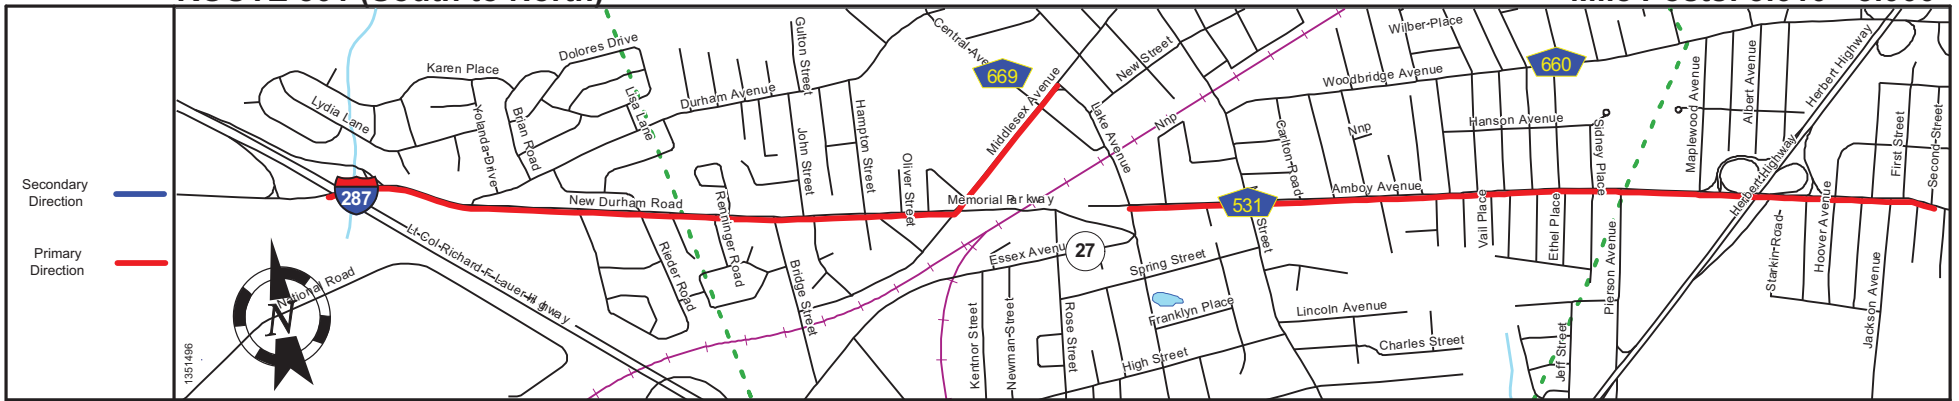 Secondary
Direction
Primary
Direction
1351496
N
National Road
287
Lt-Col-Richard-F-Lauer-Highway
Lydia Lane
Karen Place
Dolores Drive
Yolanda-Drive
Brian Road
Lisa Lane
Durham Avenue
Gulton Street
John Street
Hampton Street
Oliver Street
New Durham Road
Renninger Road
Rieder Road
Bridge Street
Central-Ave
669
Middlesex Avenue
New Street
Lake Avenue
Nnp
Memorial Parkway
Essex Avenu
27
Spring Street
Franklyn Place
High Street
Kentnor Street
Newman-Street
Rose Street
531
Street
Carlton-Road
Nnp
Amboy Avenue
Woodbridge Avenue
Wilber-Place
660
Hanson Avenue
Sidney Place
Vail Place
Ethel Place
Pierson Avenue
Lincoln Avenue
Charles Street
Jeff Street
Maplewood Avenue
Albert Avenue
Herbert Highway
Herbert-Highway
Starkin-Road
Hoover Avenue
Jackson Avenue
First Street
Second-Street